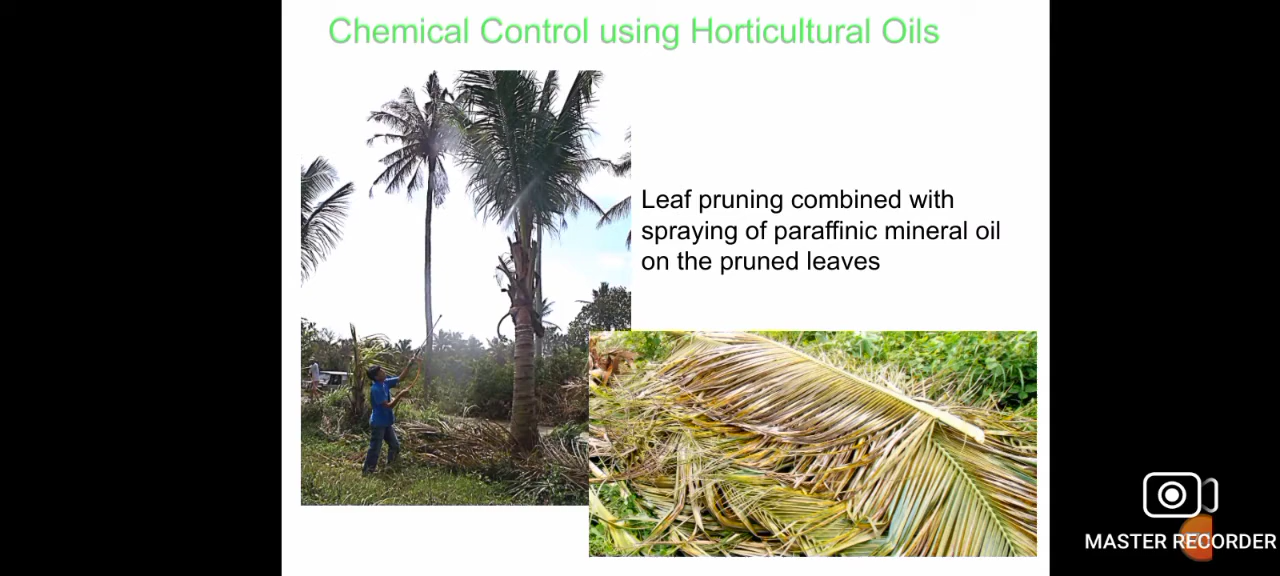 Chemical Control using Horticultural Oils
Leaf pruning combined with
spraying of paraffinic mineral oil
on the pruned leaves
MASTER RECORDER